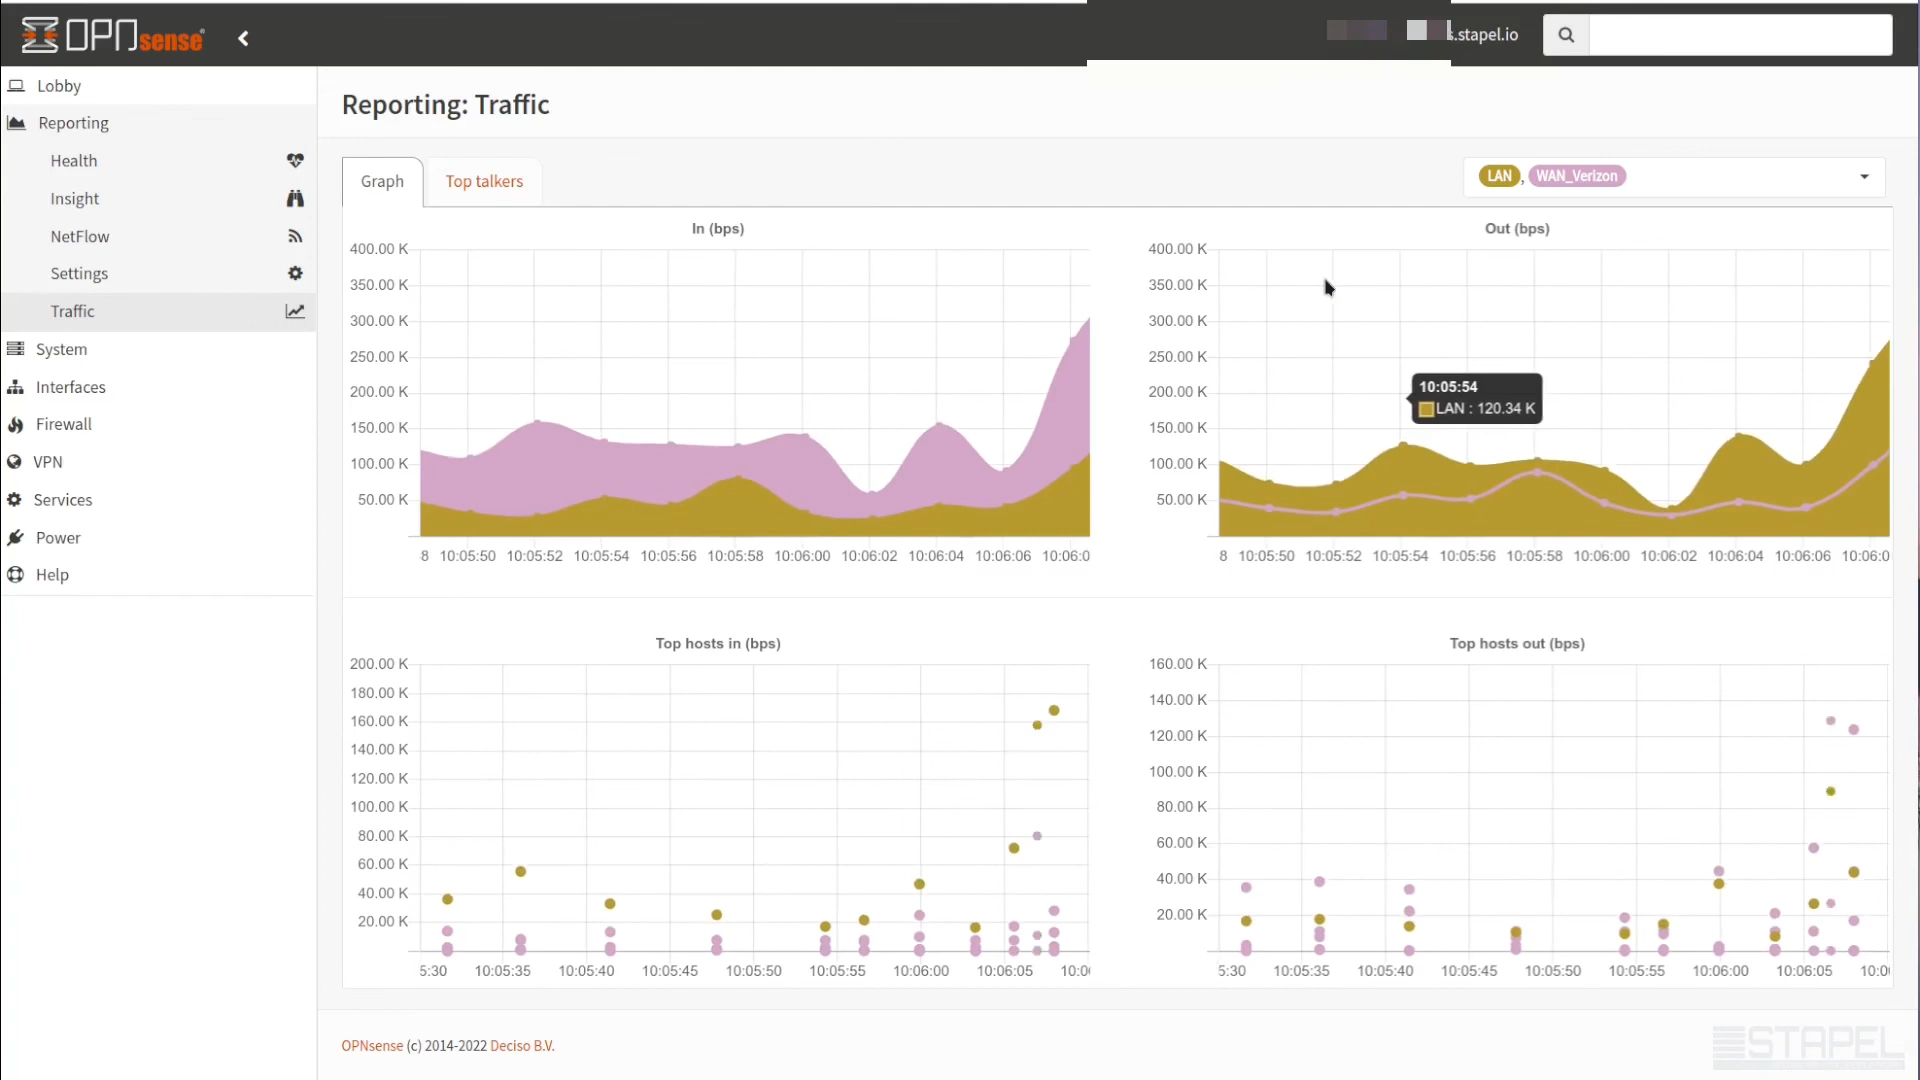 OPNsense
s.stapel.io
Lobby
Reporting
Health
Insight
NetFlow
Settings
Traffic
System
Interfaces
Firewall
VPN
Services
Power
Help
Reporting: Traffic
Graph
Top talkers
LAN, WAN_Verizon
In (bps)
400.00 K
350.00 K
300.00 K
250.00 K
200.00 K
150.00 K
100.00 K
50.00 K
8 10:05:50 10:05:52 10:05:54 10:05:56 10:05:58 10:06:00 10:06:02 10:06:04 10:06:06 10:06:0
Out (bps)
400.00 K
350.00 K
300.00 K
250.00 K
200.00 K
150.00 K
100.00 K
50.00 K
10:05:54
LAN : 120.34 K
8 10:05:50 10:05:52 10:05:54 10:05:56 10:05:58 10:06:00 10:06:02 10:06:04 10:06:06 10:06:0
Top hosts in (bps)
200.00 K
180.00 K
160.00 K
140.00 K
120.00 K
100.00 K
80.00 K
60.00 K
40.00 K
20.00 K
5:30 10:05:35 10:05:40 10:05:45 10:05:50 10:05:55 10:06:00 10:06:05 10:0
Top hosts out (bps)
160.00 K
140.00 K
120.00 K
100.00 K
80.00 K
60.00 K
40.00 K
20.00 K
5:30 10:05:35 10:05:40 10:05:45 10:05:50 10:05:55 10:06:00 10:06:05 10:0
OPNsense (c) 2014-2022 Deciso B.V.
STAPEL